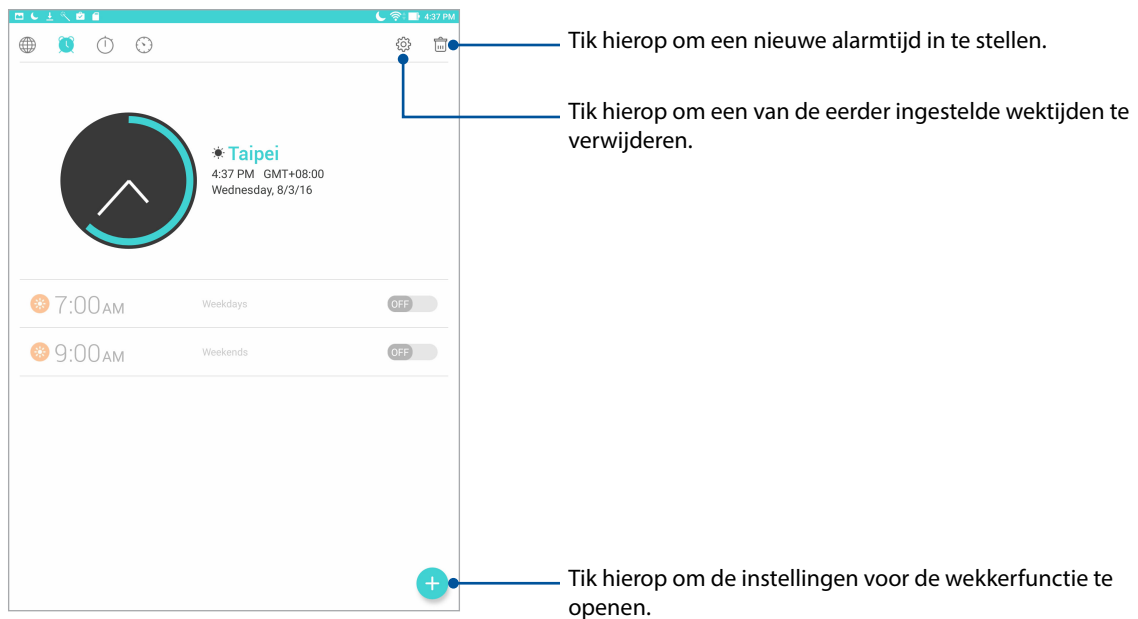 4:37 PM
Tik hierop om een nieuwe alarmtijd in te stellen.
Tik hierop om een van de eerder ingestelde wektijden te
verwijderen.
Taipei
4:37 PM GMT+08:00
Wednesday, 8/3/16
7:00AM Weekdays OFF
9:00AM Weekends OFF
Tik hierop om de instellingen voor de wekkerfunctie te
openen.